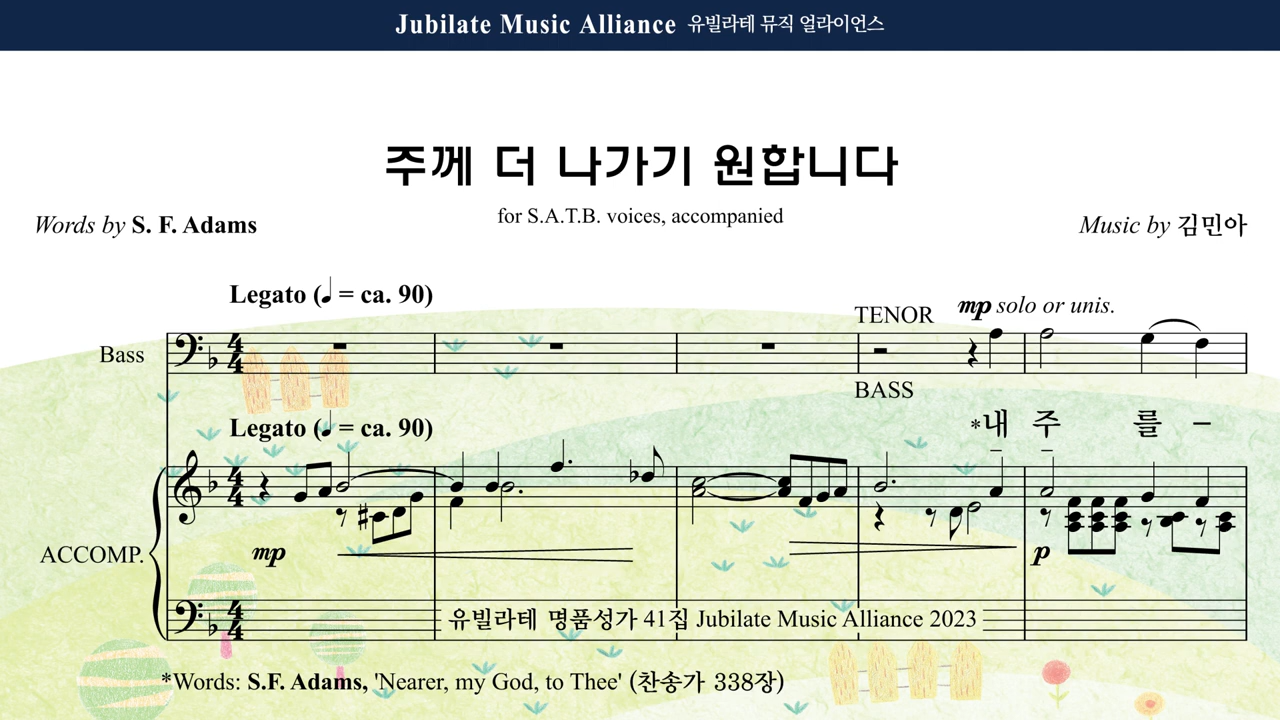 Jubilate Music Alliance 유빌라테 뮤직 얼라이언스
주께 더 나가기 원합니다
for S.A.T.B. voices, accompanied
Words by S. F. Adams
Music by 김민아
Legato (♩ = ca. 90)
TENOR mp solo or unis.
Bass
BASS
*내 주 를 –
Legato (♩ = ca. 90)
ACCOMP.
mp
p
유빌라테 명품성가 41집 Jubilate Music Alliance 2023
*Words: S.F. Adams, 'Nearer, my God, to Thee' (찬송가 338장)